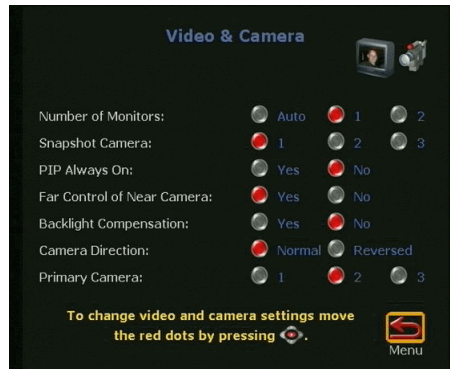 Video & Camera
Number of Monitors: Auto 1 2
Snapshot Camera: 1 2 3
PIP Always On: Yes No
Far Control of Near Camera: Yes No
Backlight Compensation: Yes No
Camera Direction: Normal Reversed
Primary Camera: 1 2 3
To change video and camera settings move
the red dots by pressing .
Menu